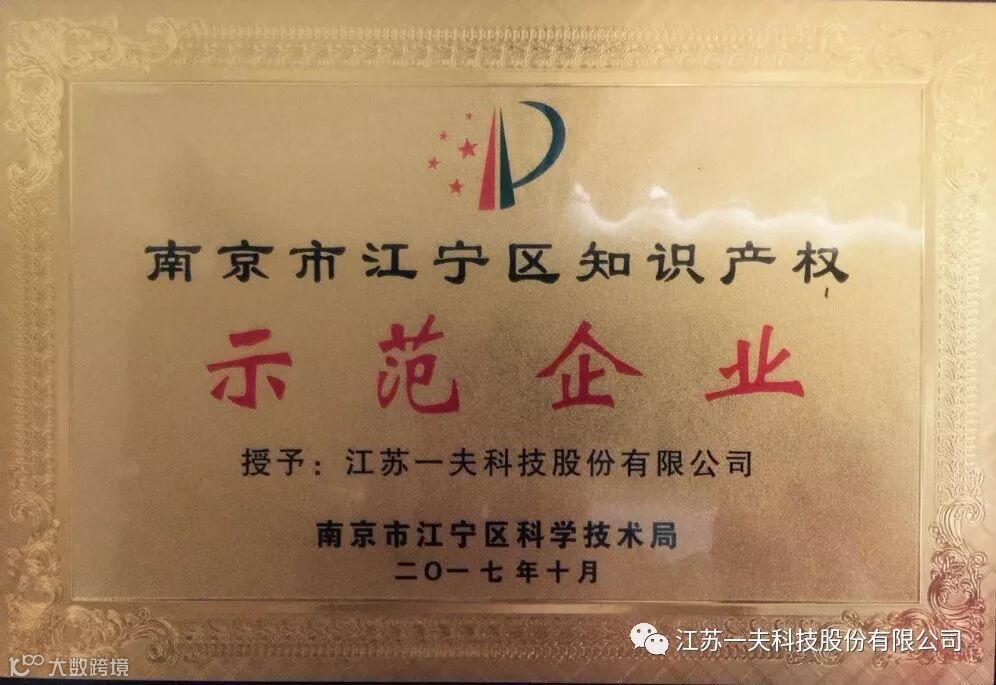 南京市江宁区知识产权
示范企业
授予：江苏一夫科技股份有限公司
南京市江宁区科学技术局
二〇一七年十月
江苏一夫科技股份有限公司
大数跨境